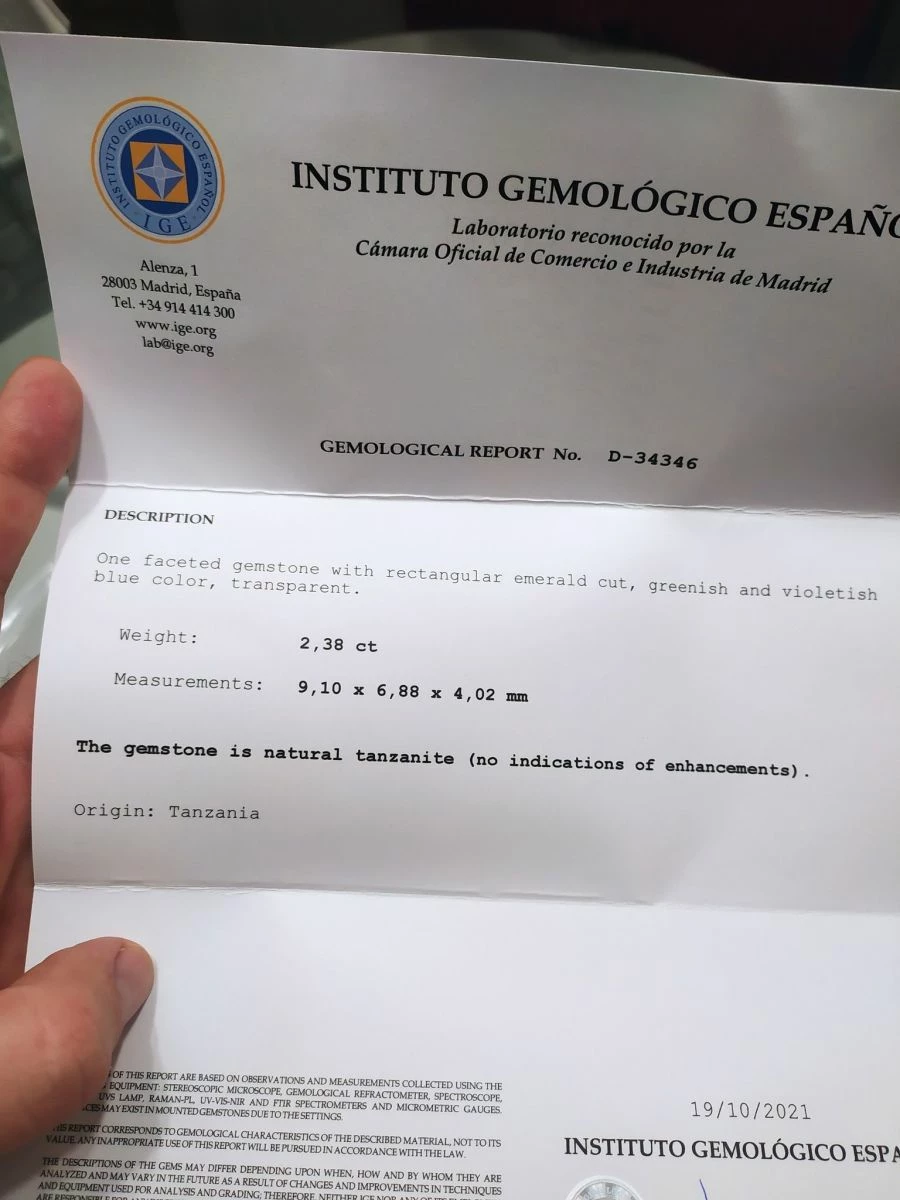 INSTITUTO GEMOLÓGICO ESPAÑOL
IGE
INSTITUTO GEMOLÓGICO ESPAÑO
Laboratorio reconocido por la
Cámara Oficial de Comercio e Industria de Madrid
Alenza, 1
28003 Madrid, España
Tel. +34 914 414 300
www.ige.org
lab@ige.org
GEMOLOGICAL REPORT No. D-34346
DESCRIPTION
One faceted gemstone with rectangular emerald cut, greenish and violetish
blue color, transparent.
Weight: 2,38 ct
Measurements: 9,10 x 6,88 x 4,02 mm
The gemstone is natural tanzanite (no indications of enhancements).
Origin: Tanzania
OF THIS REPORT ARE BASED ON OBSERVATIONS AND MEASUREMENTS COLLECTED USING THE
EQUIPMENT: STEREOSCOPIC MICROSCOPE, GEMOLOGICAL REFRACTOMETER, SPECTROSCOPE,
UVS LAMP, RAMAN-PL, UV-VIS-NIR AND FTIR SPECTROMETERS AND MICROMETRIC GAUGES.
MAY EXIST IN MOUNTED GEMSTONES DUE TO THE SETTINGS.
REPORT CORRESPONDS TO GEMOLOGICAL CHARACTERISTICS OF THE DESCRIBED MATERIAL, NOT TO ITS
VALUE. ANY INAPPROPRIATE USE OF THIS REPORT WILL BE PURSUED IN ACCORDANCE WITH THE LAW.
THE DESCRIPTIONS OF THE GEMS MAY DIFFER DEPENDING UPON WHEN, HOW AND BY WHOM THEY ARE
ANALYZED AND MAY VARY IN THE FUTURE AS A RESULT OF CHANGES AND IMPROVEMENTS IN TECHNIQUES
AND EQUIPMENT USED FOR ANALYSIS AND GRADING; THEREFORE, NEITHER IGE NOR ANY OF
ARE RESPONSIBLE FOR
19/10/2021
INSTITUTO GEMOLÓGICO ESPA